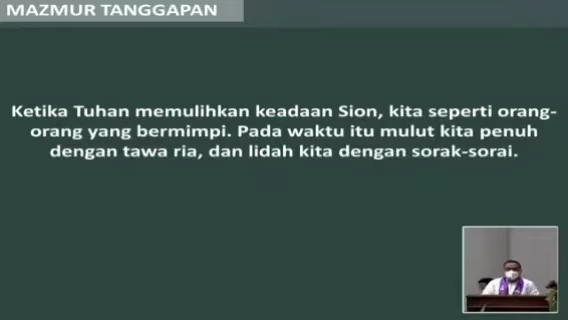 MAZMUR TANGGAPAN
Ketika Tuhan memulihkan keadaan Sion, kita seperti orang-
orang yang bermimpi. Pada waktu itu mulut kita penuh
dengan tawa ria, dan lidah kita dengan sorak-sorai.